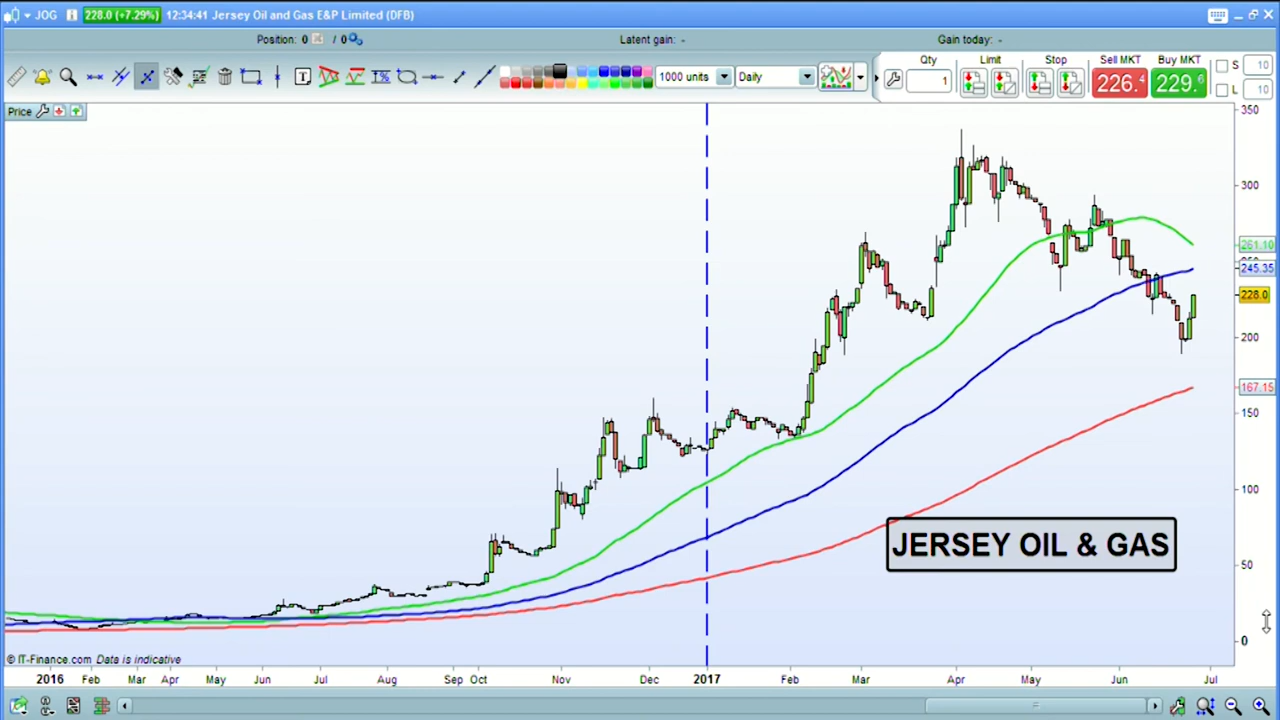 JOG 228.0 (+7.29%) 12:34:41 Jersey Oil and Gas E&P Limited (DFB)
Position: 0 / 0 Latent gain: - Gain today: -
1000 units Daily Qty 1 Limit Stop Sell MKT 226.4 Buy MKT 229.6 S 10 L 10
Price
350
300
261.10
245.35
228.0
200
167.15
150
100
JERSEY OIL & GAS
50
0
© IT-Finance.com Data is indicative
2016 Feb Mar Apr May Jun Jul Aug Sep Oct Nov Dec 2017 Feb Mar Apr May Jun Jul